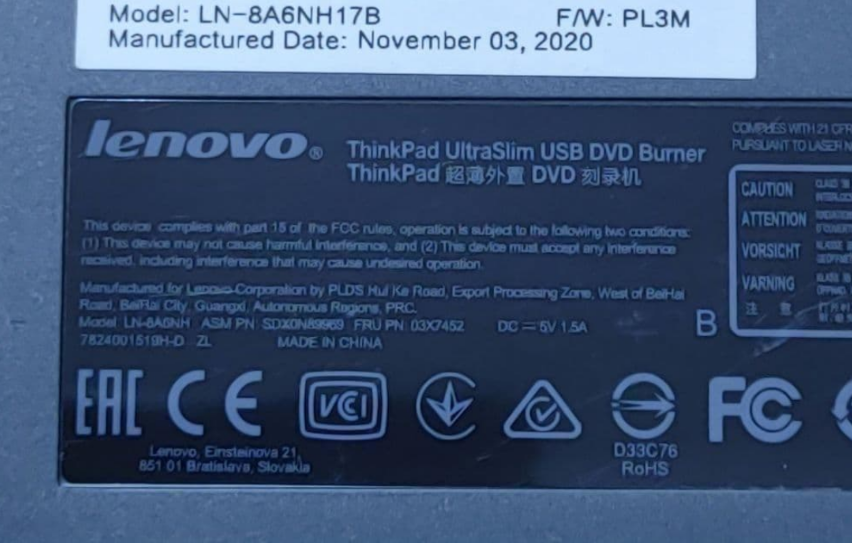 Model: LN-8A6NH17B F/W: PL3M
Manufactured Date: November 03, 2020
lenovo® ThinkPad UltraSlim USB DVD Burner
ThinkPad 超薄外置 DVD 刻录机
COMPLIES WITH 21 CFR
PURSUANT TO LASER N
This device complies with part 15 of the FCC rules, operation is subject to the following two conditions:
(1) This device may not cause harmful interference, and (2) This device must accept any interference
received, including interference that may cause undesired operation.
Manufactured for Lenovo Corporation by PLDS Hui Ke Road, Export Processing Zone, West of BeiHai
Road, BeiHai City, Guangxi, Autonomous Regions, PRC.
Model LN-8A6NH ASM PN SDX0N89969 FRU PN 03X7452 DC = 5V 1.5A
7824001519H-D ZL MADE IN CHINA
B
CAUTION
ATTENTION
VORSICHT
VARNING
注 意
EAC CE VCCI FC
Lenovo, Einsteinova 21,
851 01 Bratislava, Slovakia
D33C76
RoHS